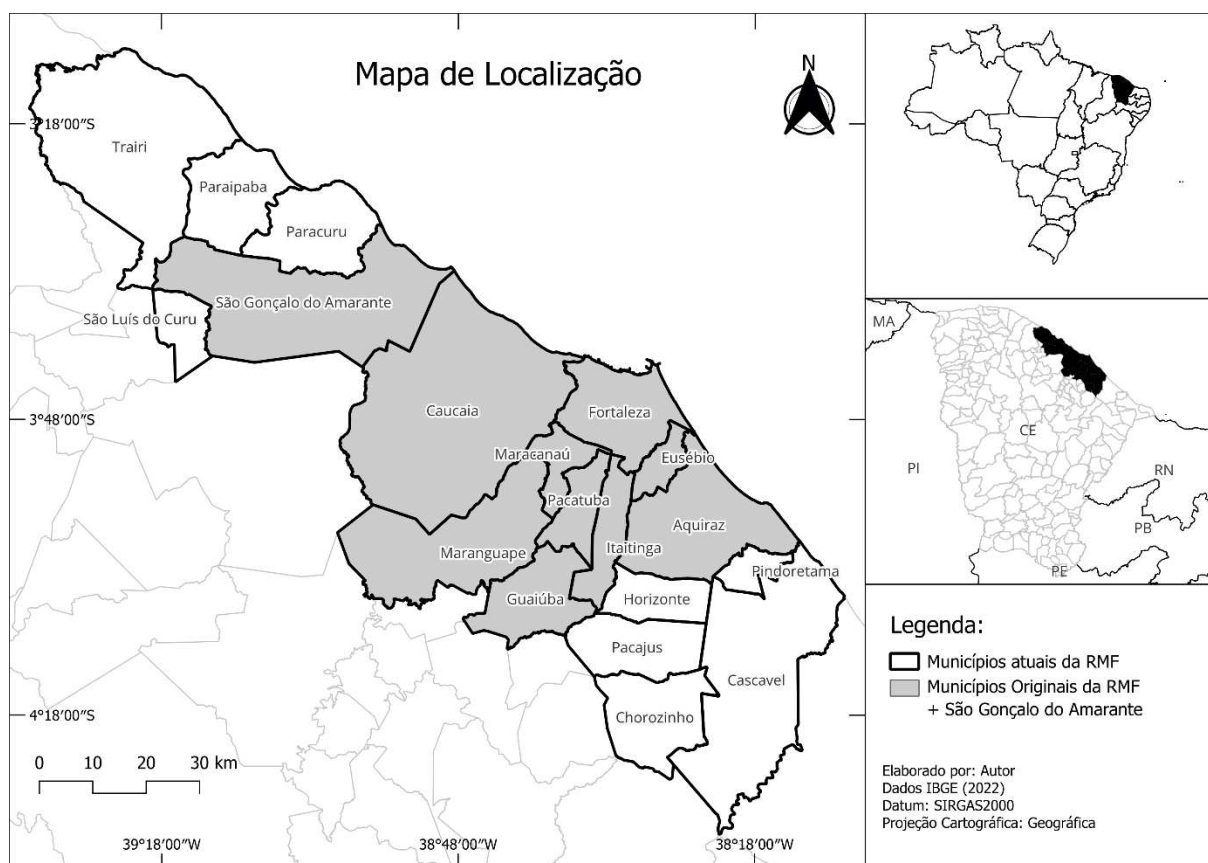 Mapa de Localização
N
3°18'00"S
3°48'00"S
4°18'00"S
39°18'00"W
38°48'00"W
38°18'00"W
0 10 20 30 km
Trairi
Paraipaba
Paracuru
São Gonçalo do Amarante
São Luís do Curu
Caucaia
Fortaleza
Maracanaú
Eusébio
Pacatuba
Aquiraz
Maranguape
Itaitinga
Pindoretama
Guaiúba
Horizonte
Pacajus
Cascavel
Chorozinho
MA
CE
PI
RN
PB
PE
Legenda:
Municípios atuais da RMF
Municípios Originais da RMF
+ São Gonçalo do Amarante
Elaborado por: Autor
Dados IBGE (2022)
Datum: SIRGAS2000
Projeção Cartográfica: Geográfica